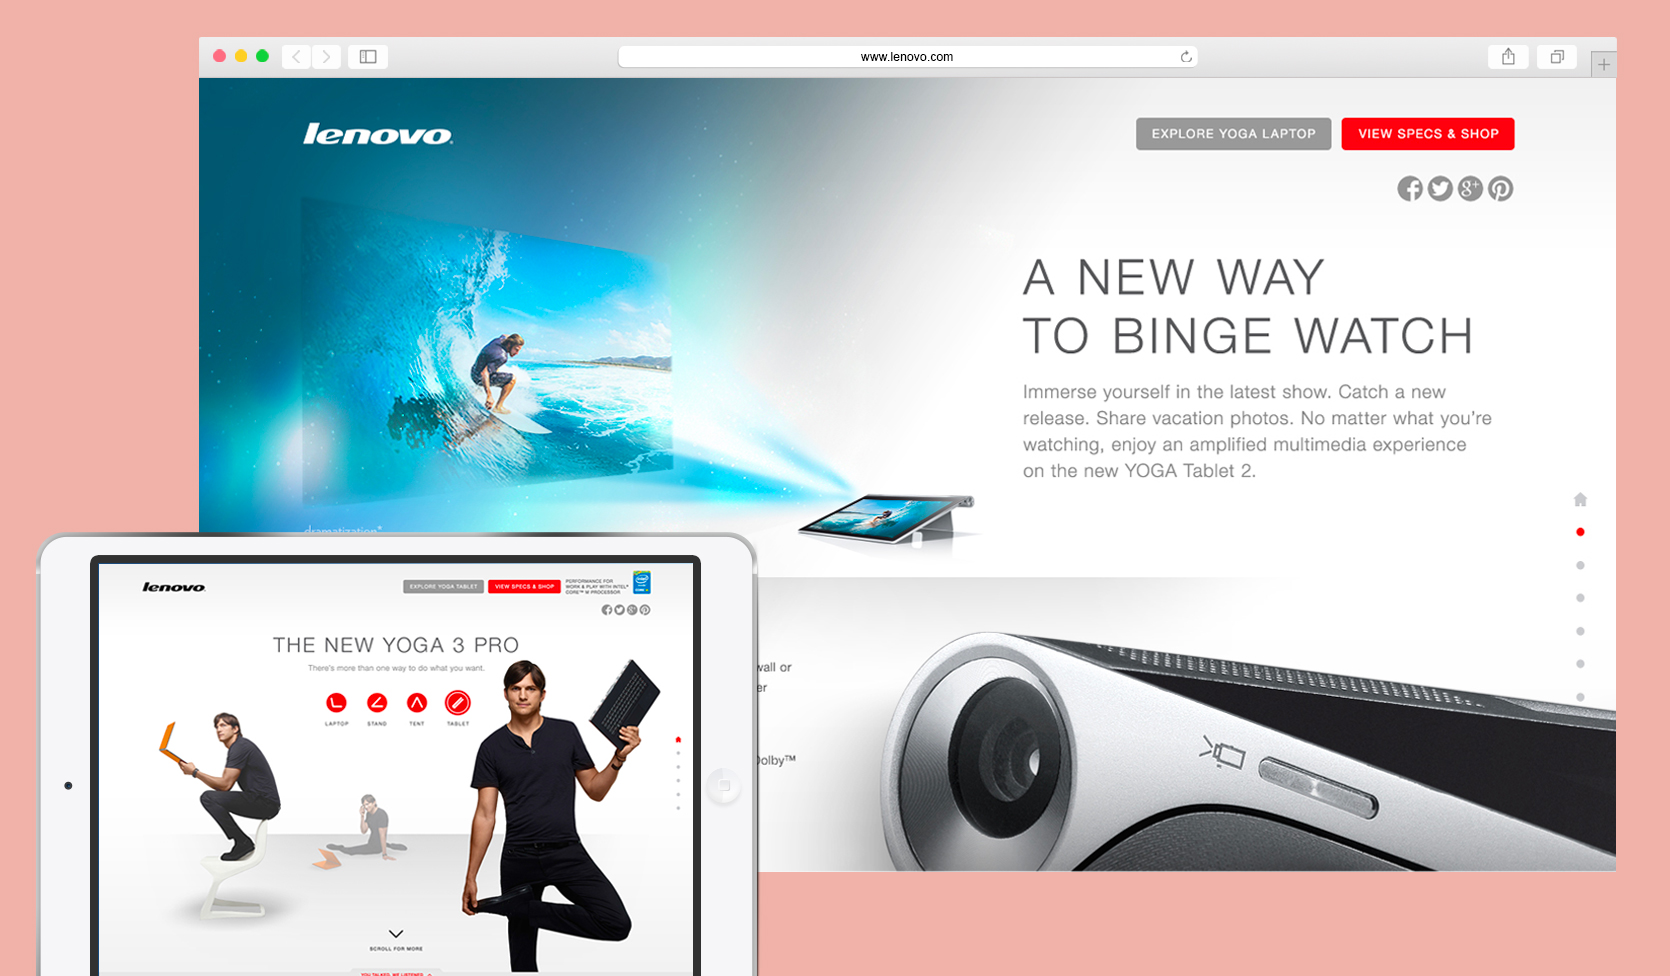 www.lenovo.com
lenovo
EXPLORE YOGA LAPTOP
VIEW SPECS & SHOP
A NEW WAY
TO BINGE WATCH
Immerse yourself in the latest show. Catch a new
release. Share vacation photos. No matter what you're
watching, enjoy an amplified multimedia experience
on the new YOGA Tablet 2.
dramatization*
wall or
er
Dolby™
lenovo
EXPLORE YOGA TABLET
VIEW SPECS & SHOP
PERFORMANCE FOR
WORK & PLAY WITH INTEL®
CORE™ M PROCESSOR
THE NEW YOGA 3 PRO
There's more than one way to do what you want.
LAPTOP
STAND
TENT
TABLET
SCROLL FOR MORE
YOU TALKED, WE LISTENED